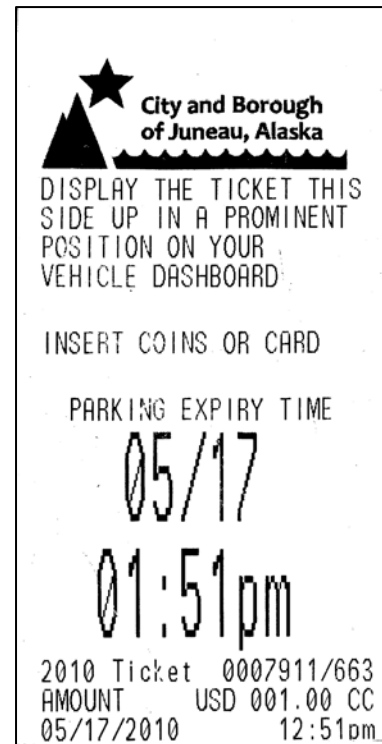 City and Borough
of Juneau, Alaska
DISPLAY THE TICKET THIS
SIDE UP IN A PROMINENT
POSITION ON YOUR
VEHICLE DASHBOARD
INSERT COINS OR CARD
PARKING EXPIRY TIME
05/17
01:51pm
2010 Ticket 0007911/663
AMOUNT USD 001.00 CC
05/17/2010 12:51pm